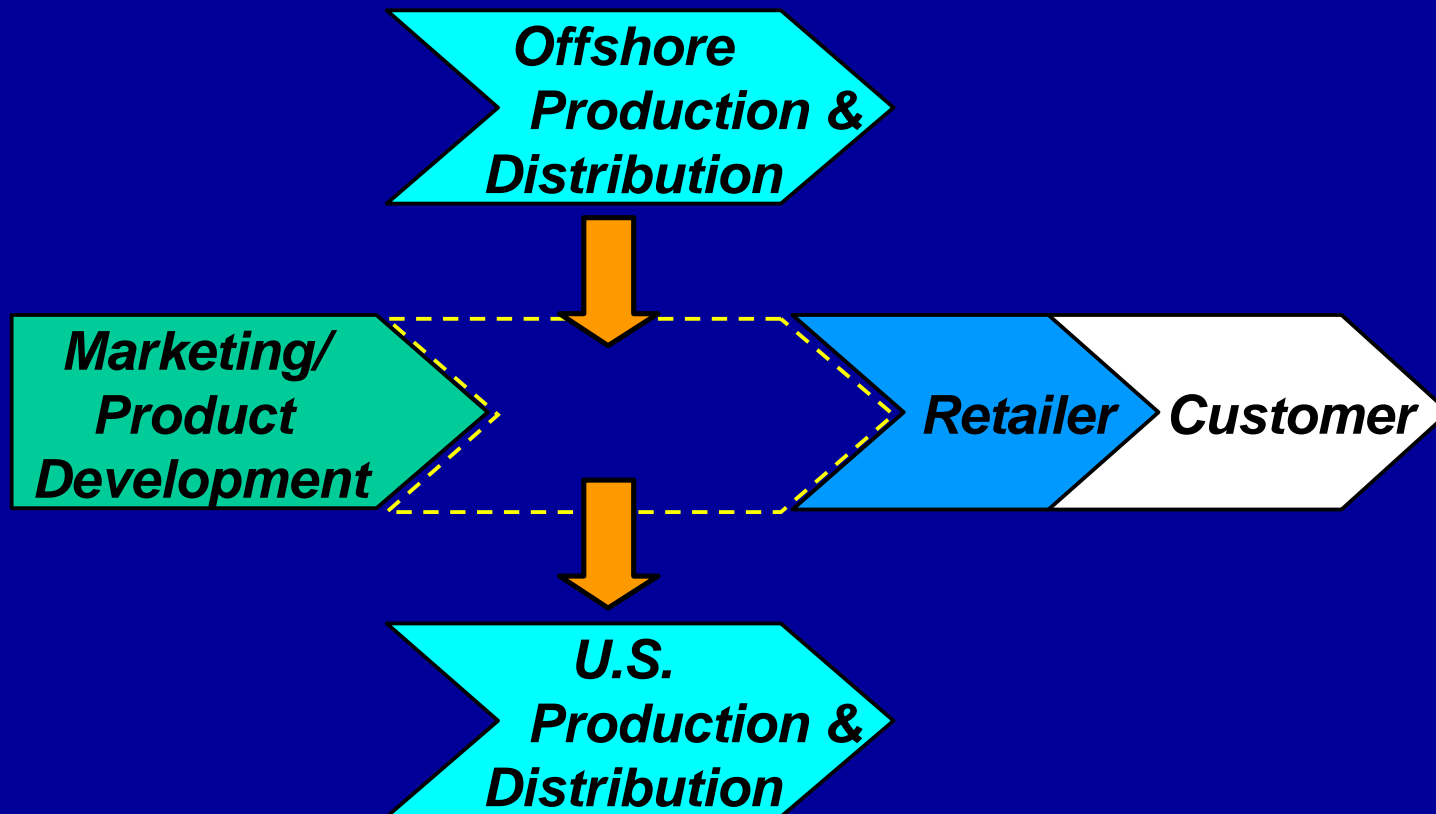 Offshore
Production &
Distribution
Marketing/
Product
Development
Retailer
Customer
U.S.
Production &
Distribution